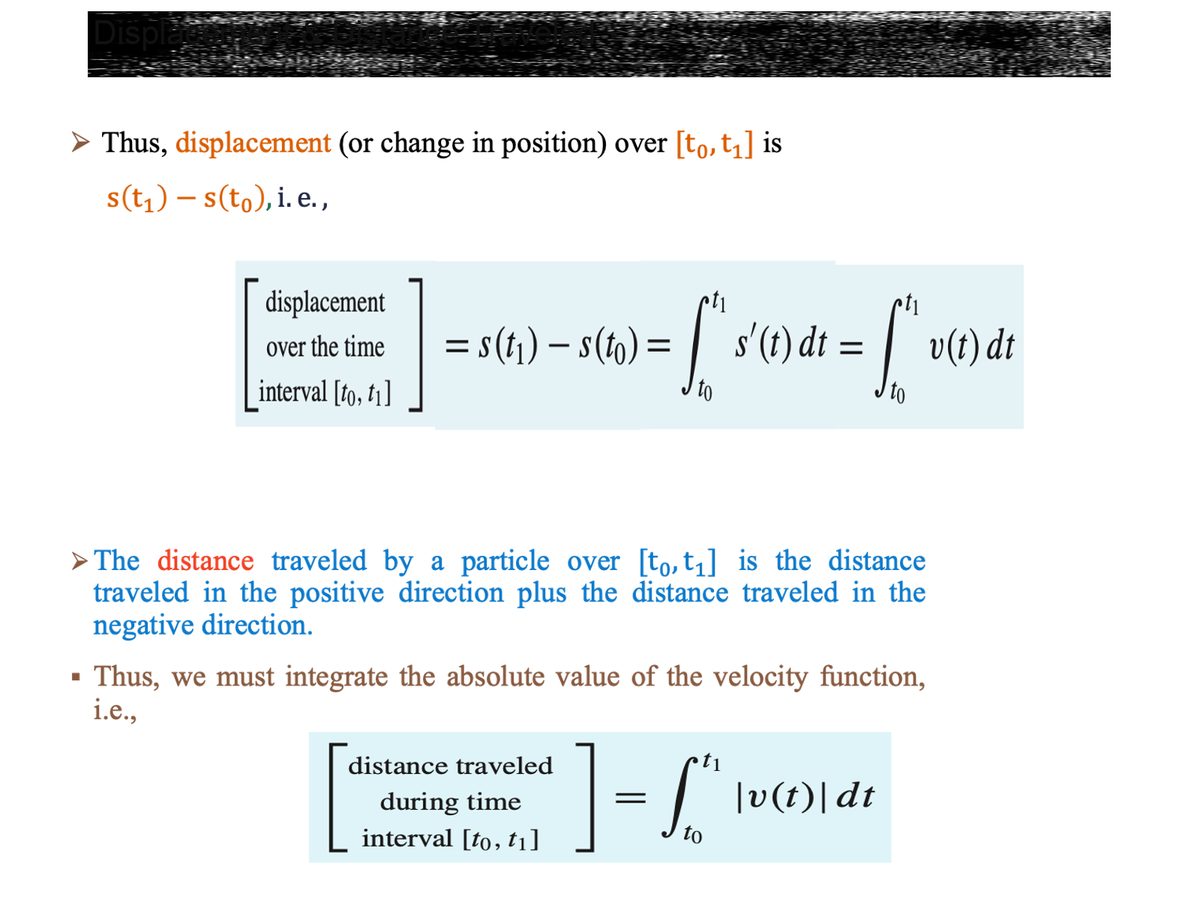 ➢ Thus, displacement (or change in position) over [t₀, t₁] is
s(t₁) − s(t₀), i. e.,
displacement
over the time
interval [t₀, t₁]
= s(t₁) − s(t₀) = ∫_{t₀}^{t₁} s′(t) dt = ∫_{t₀}^{t₁} v(t) dt
➢ The distance traveled by a particle over [t₀, t₁] is the distance
traveled in the positive direction plus the distance traveled in the
negative direction.
▪ Thus, we must integrate the absolute value of the velocity function,
i.e.,
distance traveled
during time
interval [t₀, t₁]
= ∫_{t₀}^{t₁} |v(t)| dt